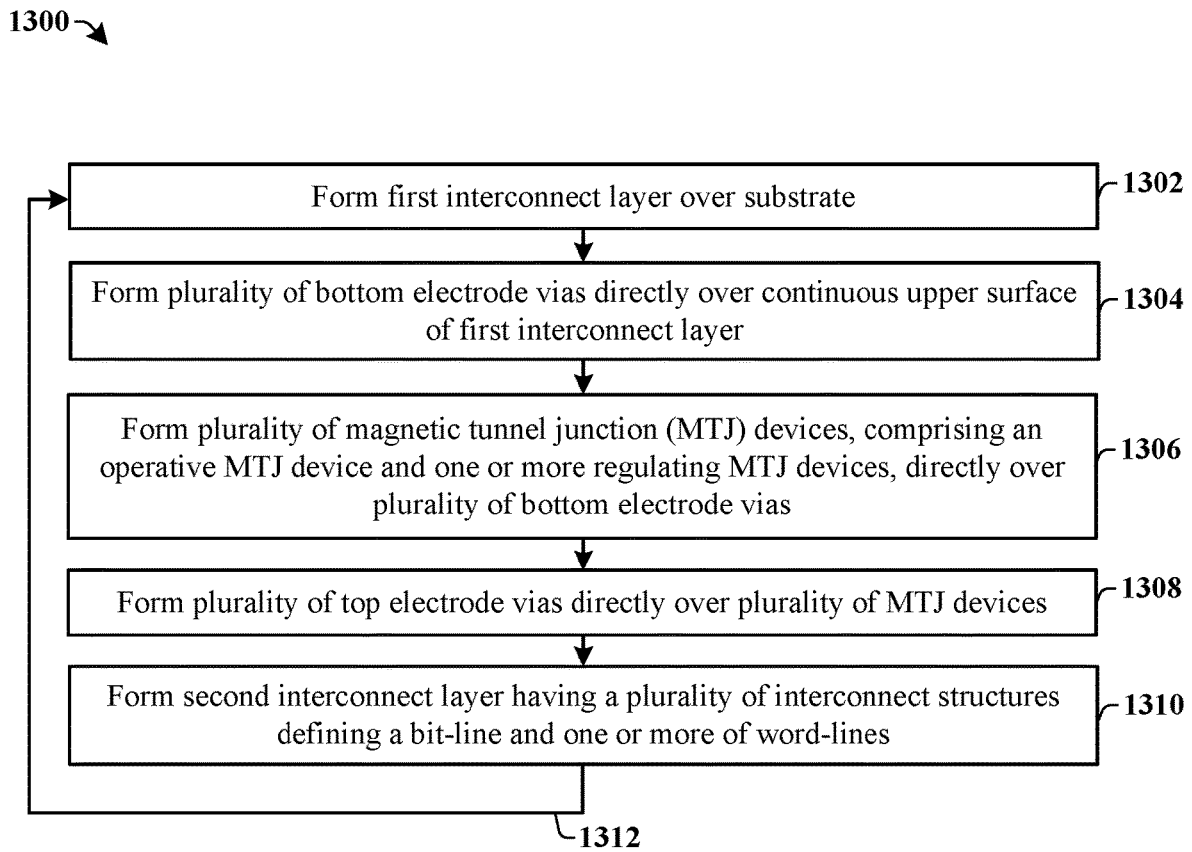 1300
Form first interconnect layer over substrate
1302
Form plurality of bottom electrode vias directly over continuous upper surface
of first interconnect layer
1304
Form plurality of magnetic tunnel junction (MTJ) devices, comprising an
operative MTJ device and one or more regulating MTJ devices, directly over
plurality of bottom electrode vias
1306
Form plurality of top electrode vias directly over plurality of MTJ devices
1308
Form second interconnect layer having a plurality of interconnect structures
defining a bit-line and one or more of word-lines
1310
1312